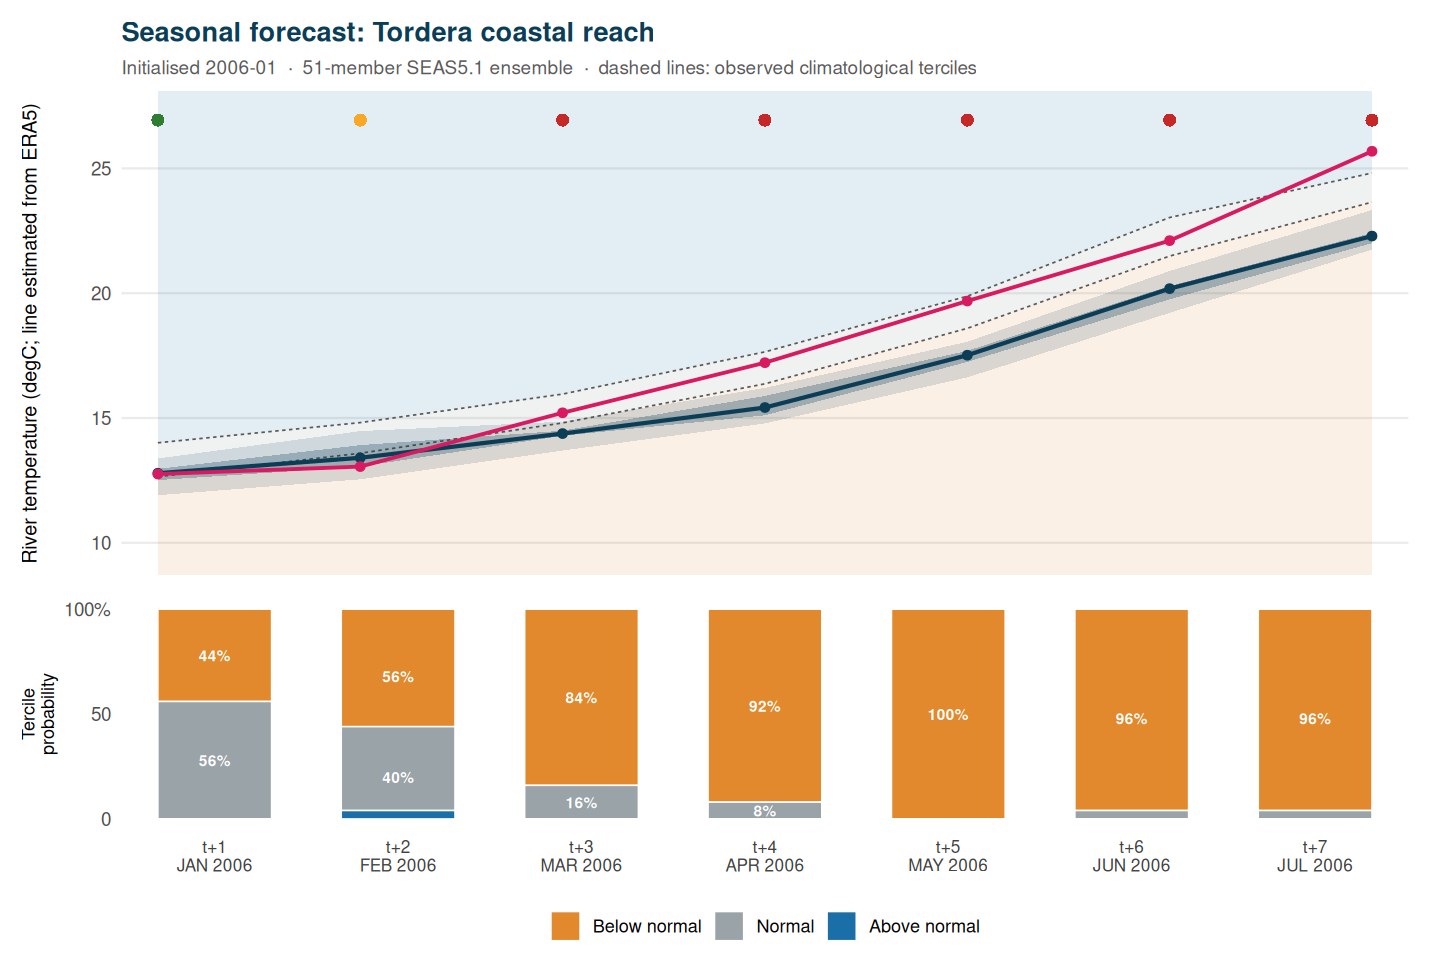 Seasonal forecast: Tordera coastal reach
Initialised 2006-01 · 51-member SEAS5.1 ensemble · dashed lines: observed climatological terciles
River temperature (degC; line estimated from ERA5)
25
20
15
10
Tercile
probability
100%
50
0
44%
56%
56%
40%
84%
16%
92%
8%
100%
96%
96%
t+1
JAN 2006
t+2
FEB 2006
t+3
MAR 2006
t+4
APR 2006
t+5
MAY 2006
t+6
JUN 2006
t+7
JUL 2006
Below normal
Normal
Above normal